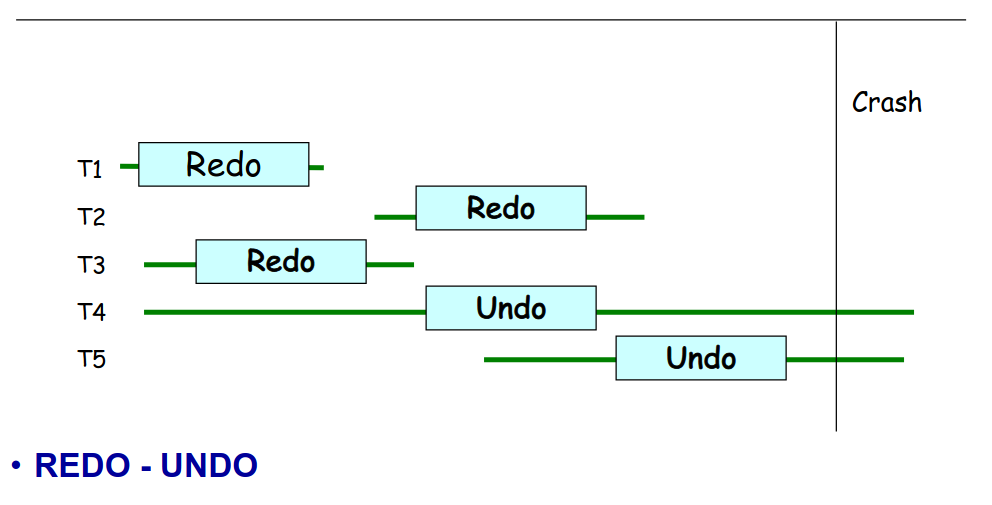 Crash
T1 Redo
T2 Redo
T3 Redo
T4 Undo
T5 Undo
• REDO - UNDO